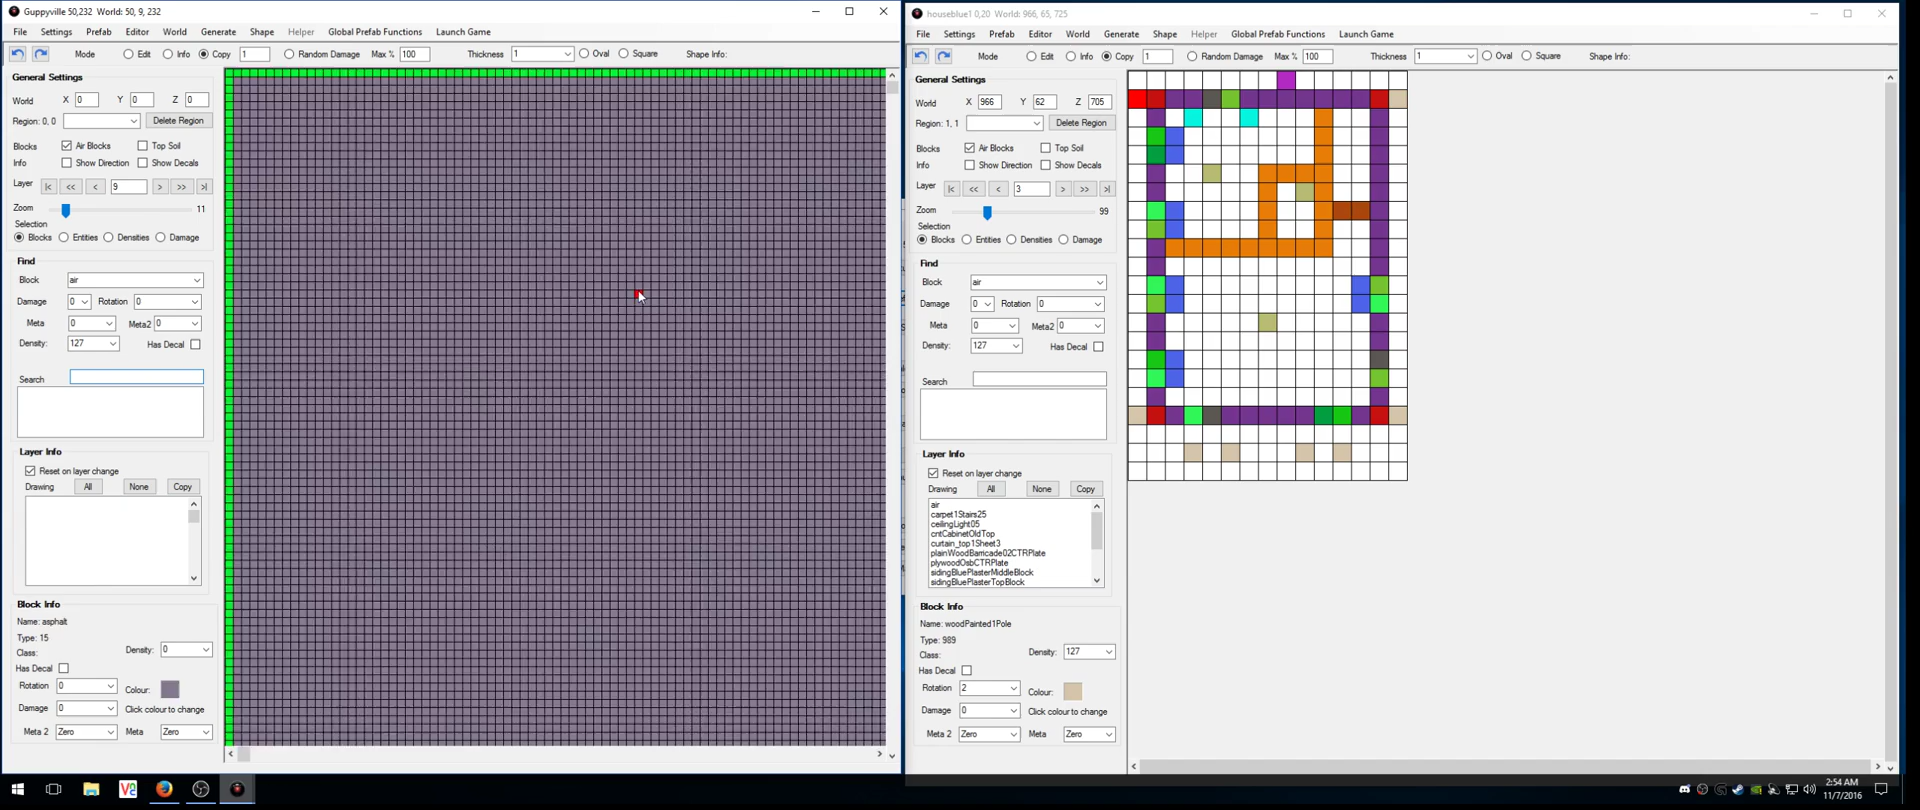 Guppyville 50,232 World: 50, 9, 232
File Settings Prefab Editor World Generate Shape Helper Global Prefab Functions Launch Game
Mode Edit Info Copy 1 Random Damage Max % 100 Thickness 1 Oval Square Shape Info:
General Settings
World X 0 Y 0 Z 0
Region: 0, 0 Delete Region
Blocks Air Blocks Top Soil
Info Show Direction Show Decals
Layer |< << < 9 > >> >|
Zoom 11
Selection
Blocks Entities Densities Damage
Find
Block air
Damage 0 Rotation 0
Meta 0 Meta2 0
Density: 127 Has Decal
Search
Layer Info
Reset on layer change
Drawing All None Copy
Block Info
Name: asphalt
Type: 15
Class: Density: 0
Has Decal
Rotation 0 Colour:
Damage 0 Click colour to change
Meta 2 Zero Meta Zero
houseblue1 0,20 World: 966, 65, 725
File Settings Prefab Editor World Generate Shape Helper Global Prefab Functions Launch Game
Mode Edit Info Copy 1 Random Damage Max % 100 Thickness 1 Oval Square Shape Info:
General Settings
World X 966 Y 62 Z 705
Region: 1, 1 Delete Region
Blocks Air Blocks Top Soil
Info Show Direction Show Decals
Layer |< << < 3 > >> >|
Zoom 99
Selection
Blocks Entities Densities Damage
Find
Block air
Damage 0 Rotation 0
Meta 0 Meta2 0
Density: 127 Has Decal
Search
Layer Info
Reset on layer change
Drawing All None Copy
air
carpet1Stairs25
ceilingLight05
cntCabinetOldTop
curtain_top1Sheet3
plainWoodBarricade02CTRPlate
plywoodOsbCTRPlate
sidingBluePlasterMiddleBlock
sidingBluePlasterTopBlock
Block Info
Name: woodPainted1Pole
Type: 989
Class: Density: 127
Has Decal
Rotation 2 Colour:
Damage 0 Click colour to change
Meta 2 Zero Meta Zero
2:54 AM
11/7/2016